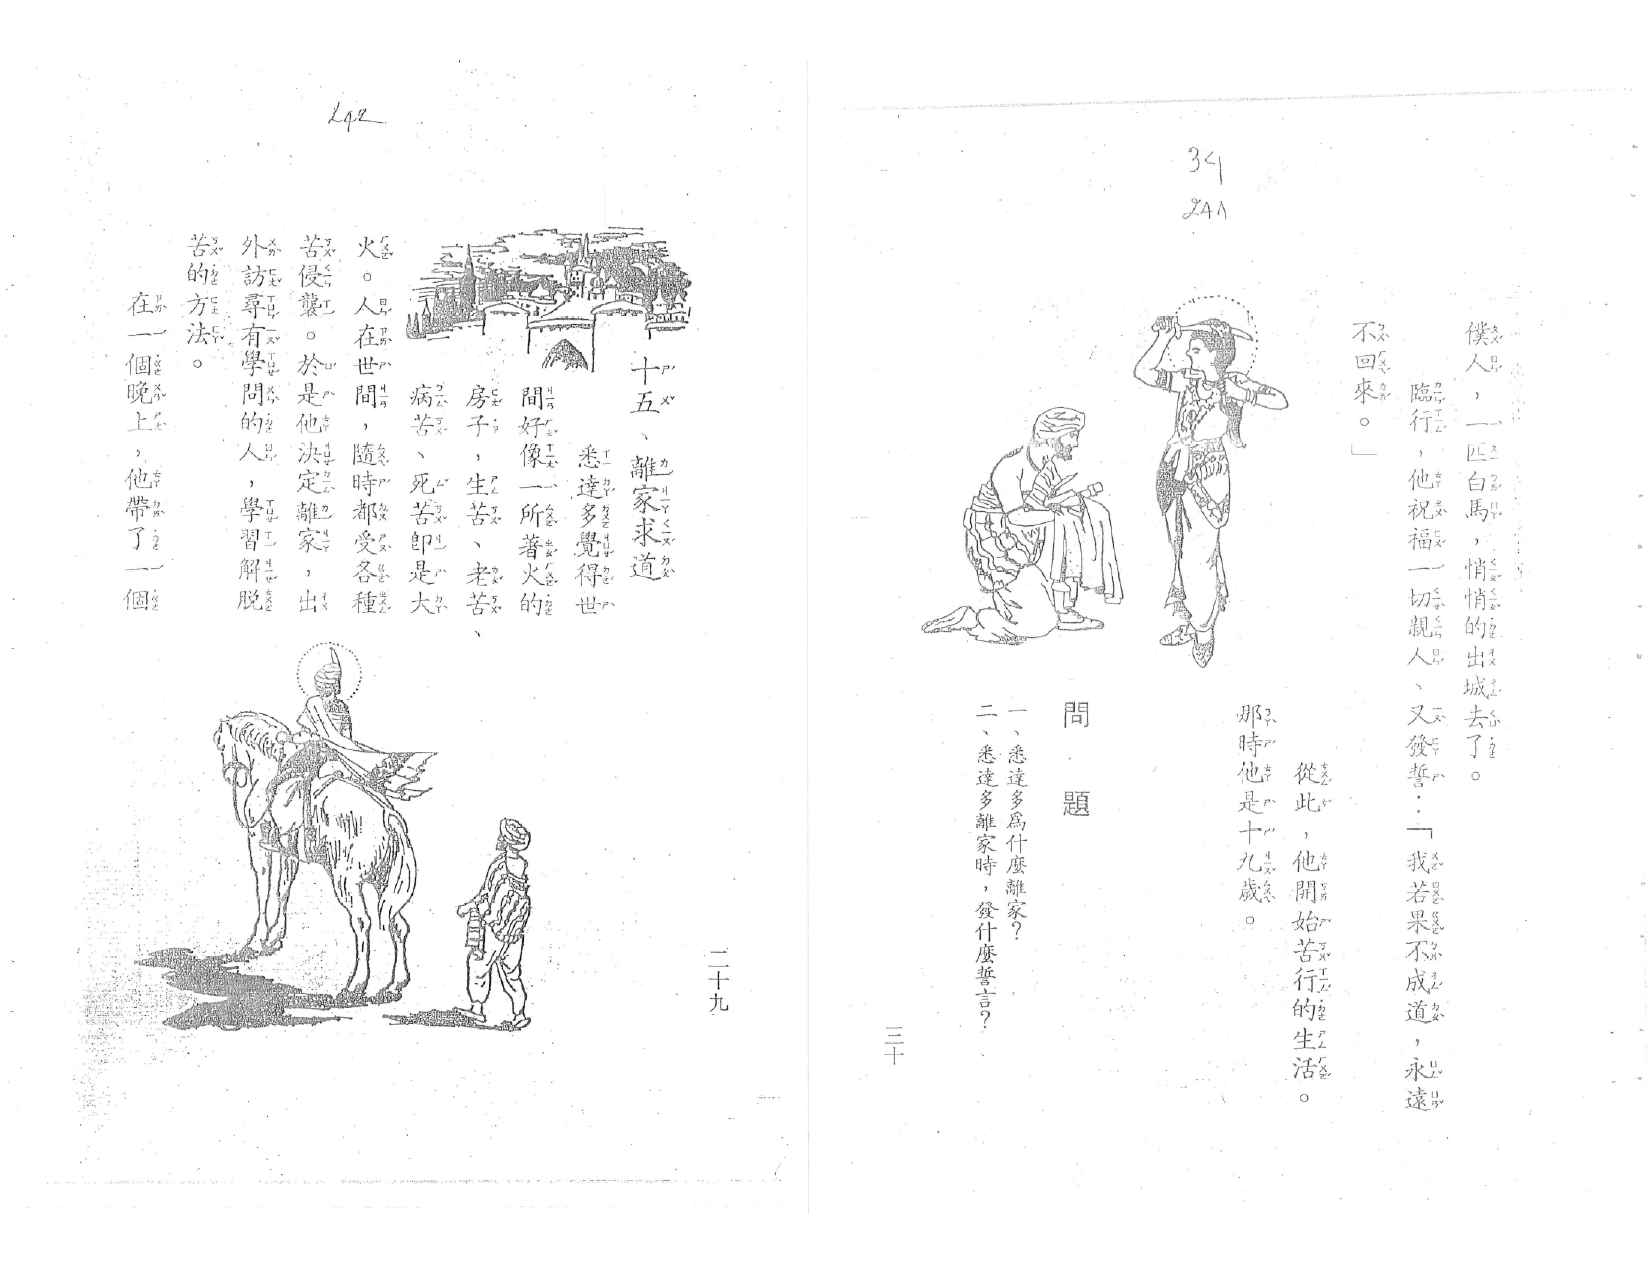 242
十五、離家求道
悉達多覺得世
間好像一所著火的
房子，生苦、老苦、
病苦、死苦即是大
火。人在世間，隨時都受各種
苦侵襲。於是他決定離家，出
外訪尋有學問的人，學習解脫
苦的方法。
在一個晚上，他帶了一個
二十九
34
241
僕人，一匹白馬，悄悄的出城去了。
臨行，他祝福一切親人、又發誓：「我若果不成道，永遠
不回來。」
從此，他開始苦行的生活。
那時他是十九歲。
問題
一、悉達多爲什麼離家？
二、悉達多離家時，發什麼誓言？
三十